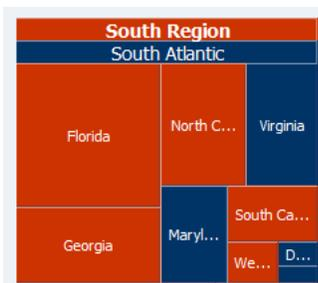 South Region
South Atlantic
Florida
North C...
Virginia
Georgia
Maryl...
South Ca...
We...
D...